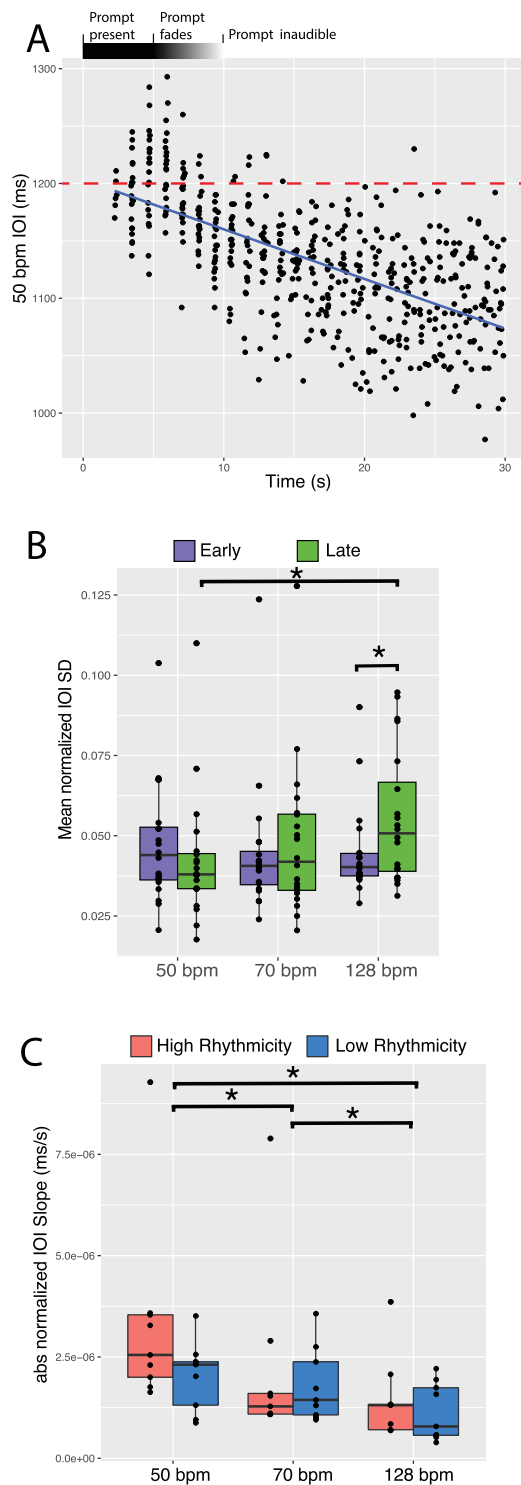 A
Prompt present
Prompt fades
Prompt inaudible
1300
1200
1100
1000
50 bpm IOI (ms)
0
10
20
30
Time (s)
B
Early
Late
*
*
0.125
0.100
0.075
0.050
0.025
Mean normalized IOI SD
50 bpm
70 bpm
128 bpm
C
High Rhythmicity
Low Rhythmicity
*
*
*
7.5e−06
5.0e−06
2.5e−06
0.0e+00
abs normalized IOI Slope (ms/s)
50 bpm
70 bpm
128 bpm